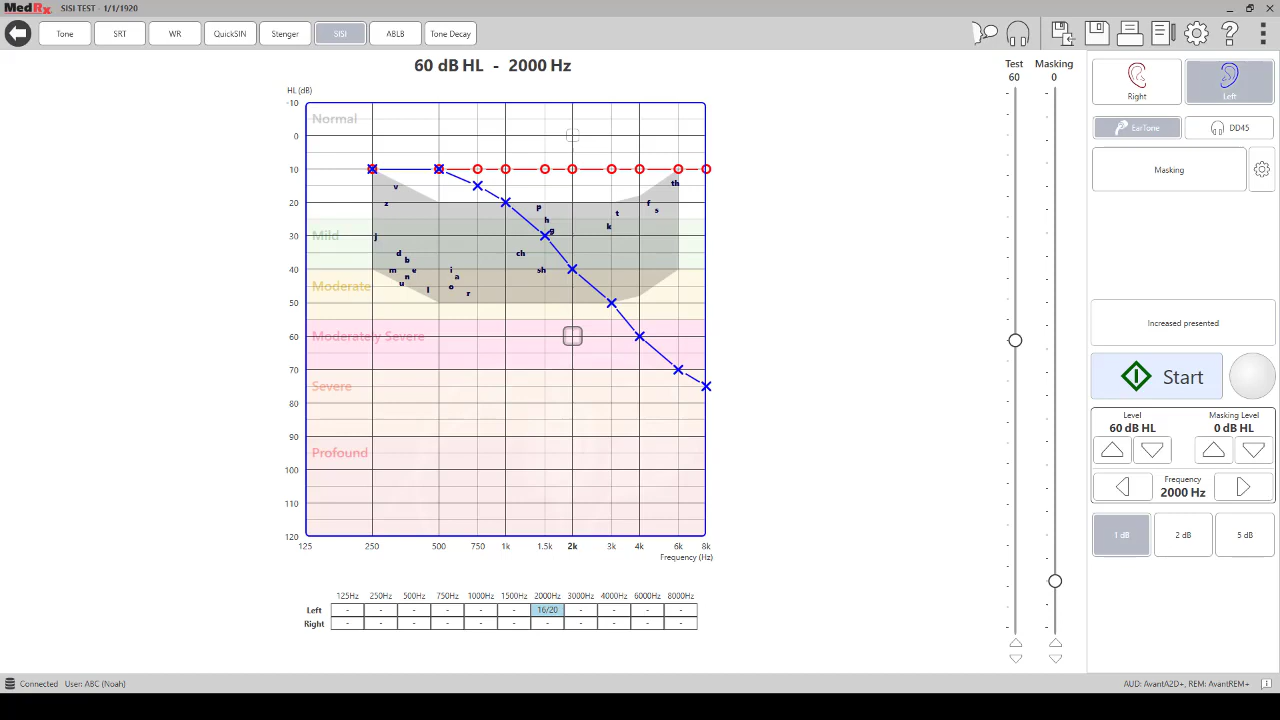 MedRx SISI TEST - 1/1/1920
Tone SRT WR QuickSIN Stenger SISI ABLB Tone Decay
60 dB HL - 2000 Hz
Test Masking
60 0
Right Left
EarTone DD45
Masking
HL (dB)
-10
Normal
0
10
th
v
z 20 p f s
h t
g k
Mild 30 j
d ch
b
40 m e i sh
n a
Moderate u o
l r
50
60 Moderately Severe
70
Severe
80
90
Profound
100
110
120
125 250 500 750 1k 1.5k 2k 3k 4k 6k 8k
Frequency (Hz)
Increased presented
Start
Level Masking Level
60 dB HL 0 dB HL
Frequency
2000 Hz
1 dB 2 dB 5 dB
125Hz 250Hz 500Hz 750Hz 1000Hz 1500Hz 2000Hz 3000Hz 4000Hz 6000Hz 8000Hz
Left - - - - - - 16/20 - - - -
Right - - - - - - - - - - -
Connected User: ABC (Noah) AUD: AvantA2D+, REM: AvantREM+